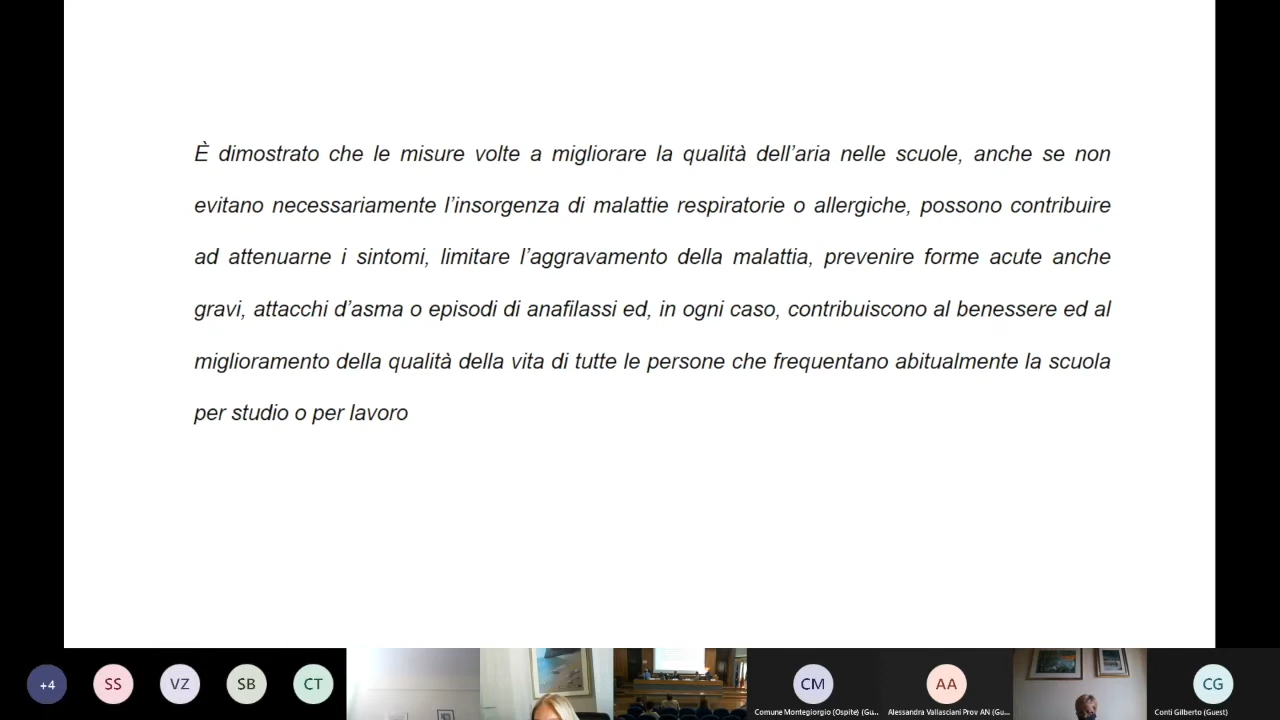 È dimostrato che le misure volte a migliorare la qualità dell’aria nelle scuole, anche se non
evitano necessariamente l’insorgenza di malattie respiratorie o allergiche, possono contribuire
ad attenuarne i sintomi, limitare l’aggravamento della malattia, prevenire forme acute anche
gravi, attacchi d’asma o episodi di anafilassi ed, in ogni caso, contribuiscono al benessere ed al
miglioramento della qualità della vita di tutte le persone che frequentano abitualmente la scuola
per studio o per lavoro
+4 SS VZ SB CT CM AA CG
Comune Montegiorgio (Ospite) (Gu... Alessandra Vallasciani Prov AN (Gu... Conti Gilberto (Guest)